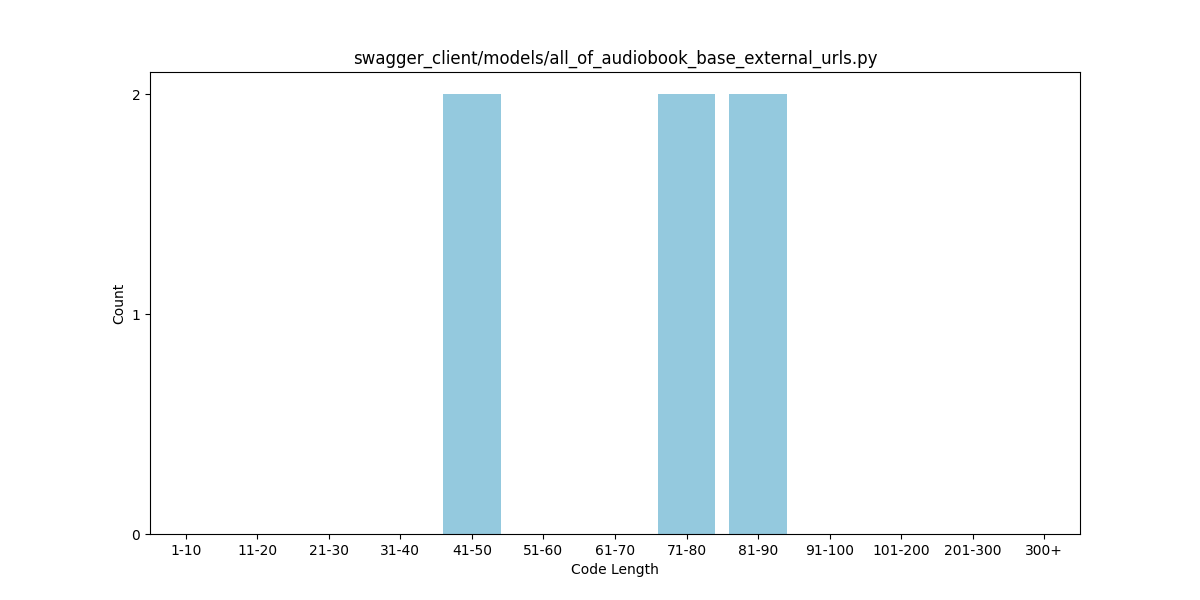 swagger_client/models/all_of_audiobook_base_external_urls.py
2
1
0
Count
1-10 11-20 21-30 31-40 41-50 51-60 61-70 71-80 81-90 91-100 101-200 201-300 300+
Code Length